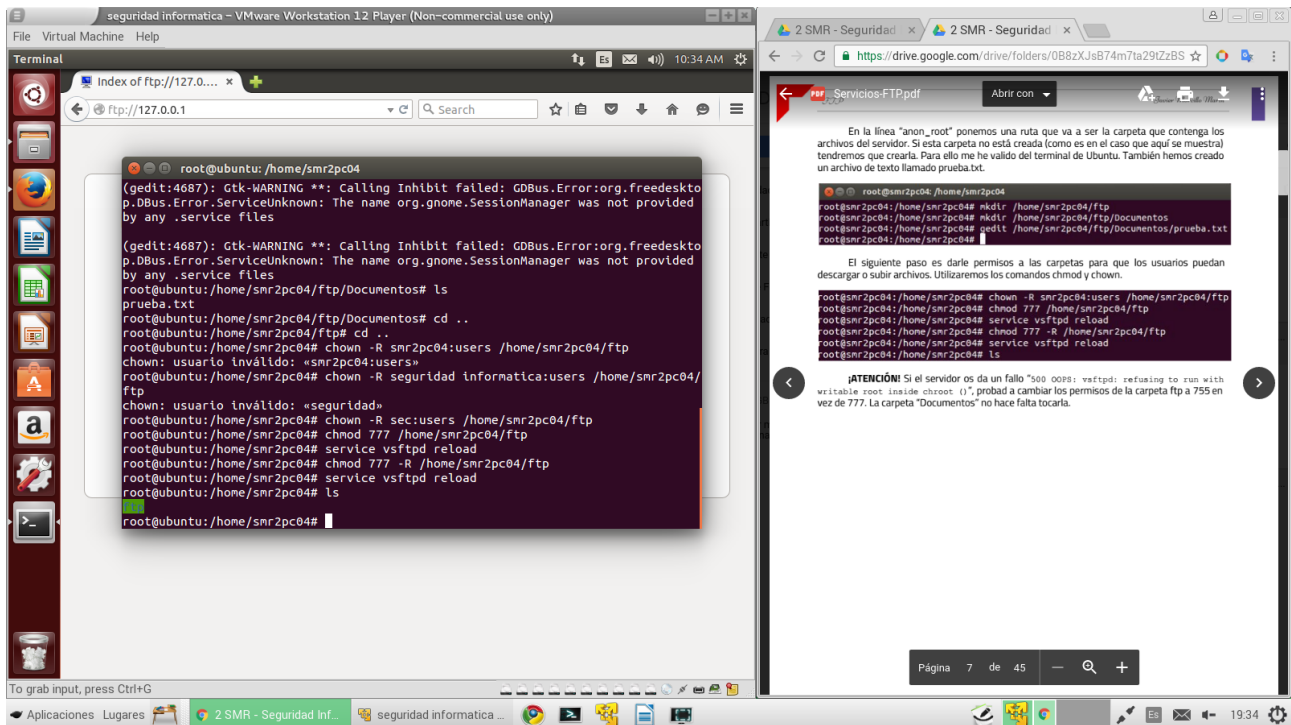 seguridad informatica - VMware Workstation 12 Player (Non-commercial use only)
File Virtual Machine Help
Terminal
Es
10:34 AM
Index of ftp://127.0....
ftp://127.0.0.1
Search
root@ubuntu: /home/smr2pc04
(gedit:4687): Gtk-WARNING **: Calling Inhibit failed: GDBus.Error:org.freedeskto
p.DBus.Error.ServiceUnknown: The name org.gnome.SessionManager was not provided
by any .service files
(gedit:4687): Gtk-WARNING **: Calling Inhibit failed: GDBus.Error:org.freedeskto
p.DBus.Error.ServiceUnknown: The name org.gnome.SessionManager was not provided
by any .service files
root@ubuntu:/home/smr2pc04/ftp/Documentos# ls
prueba.txt
root@ubuntu:/home/smr2pc04/ftp/Documentos# cd ..
root@ubuntu:/home/smr2pc04/ftp# cd ..
root@ubuntu:/home/smr2pc04# chown -R smr2pc04:users /home/smr2pc04/ftp
chown: usuario inválido: «smr2pc04:users»
root@ubuntu:/home/smr2pc04# chown -R seguridad informatica:users /home/smr2pc04/
ftp
chown: usuario inválido: «seguridad»
root@ubuntu:/home/smr2pc04# chown -R sec:users /home/smr2pc04/ftp
root@ubuntu:/home/smr2pc04# chmod 777 /home/smr2pc04/ftp
root@ubuntu:/home/smr2pc04# service vsftpd reload
root@ubuntu:/home/smr2pc04# chmod 777 -R /home/smr2pc04/ftp
root@ubuntu:/home/smr2pc04# service vsftpd reload
root@ubuntu:/home/smr2pc04# ls
ftp
root@ubuntu:/home/smr2pc04#
To grab input, press Ctrl+G
2 SMR - Seguridad
2 SMR - Seguridad
https://drive.google.com/drive/folders/0B8zXJsB74m7ta29tZzBS
PDF Servicios-FTP.pdf
Abrir con
En la línea "anon_root" ponemos una ruta que va a ser la carpeta que contenga los
archivos del servidor. Si esta carpeta no está creada (como es en el caso que aquí se muestra)
tendremos que crearla. Para ello me he valido del terminal de Ubuntu. También hemos creado
un archivo de texto llamado prueba.txt.
root@smr2pc04: /home/smr2pc04
root@smr2pc04:/home/smr2pc04# mkdir /home/smr2pc04/ftp
root@smr2pc04:/home/smr2pc04# mkdir /home/smr2pc04/ftp/Documentos
root@smr2pc04:/home/smr2pc04# gedit /home/smr2pc04/ftp/Documentos/prueba.txt
root@smr2pc04:/home/smr2pc04#
El siguiente paso es darle permisos a las carpetas para que los usuarios puedan
descargar o subir archivos. Utilizaremos los comandos chmod y chown.
root@smr2pc04:/home/smr2pc04# chown -R smr2pc04:users /home/smr2pc04/ftp
root@smr2pc04:/home/smr2pc04# chmod 777 /home/smr2pc04/ftp
root@smr2pc04:/home/smr2pc04# service vsftpd reload
root@smr2pc04:/home/smr2pc04# chmod 777 -R /home/smr2pc04/ftp
root@smr2pc04:/home/smr2pc04# service vsftpd reload
root@smr2pc04:/home/smr2pc04# ls
¡ATENCIÓN! Si el servidor os da un fallo "500 OOPS: vsftpd: refusing to run with
writable root inside chroot ()", probad a cambiar los permisos de la carpeta ftp a 755 en
vez de 777. La carpeta "Documentos" no hace falta tocarla.
Página 7 de 45
Aplicaciones Lugares
2 SMR - Seguridad Inf...
seguridad informatica ...
Es
19:34